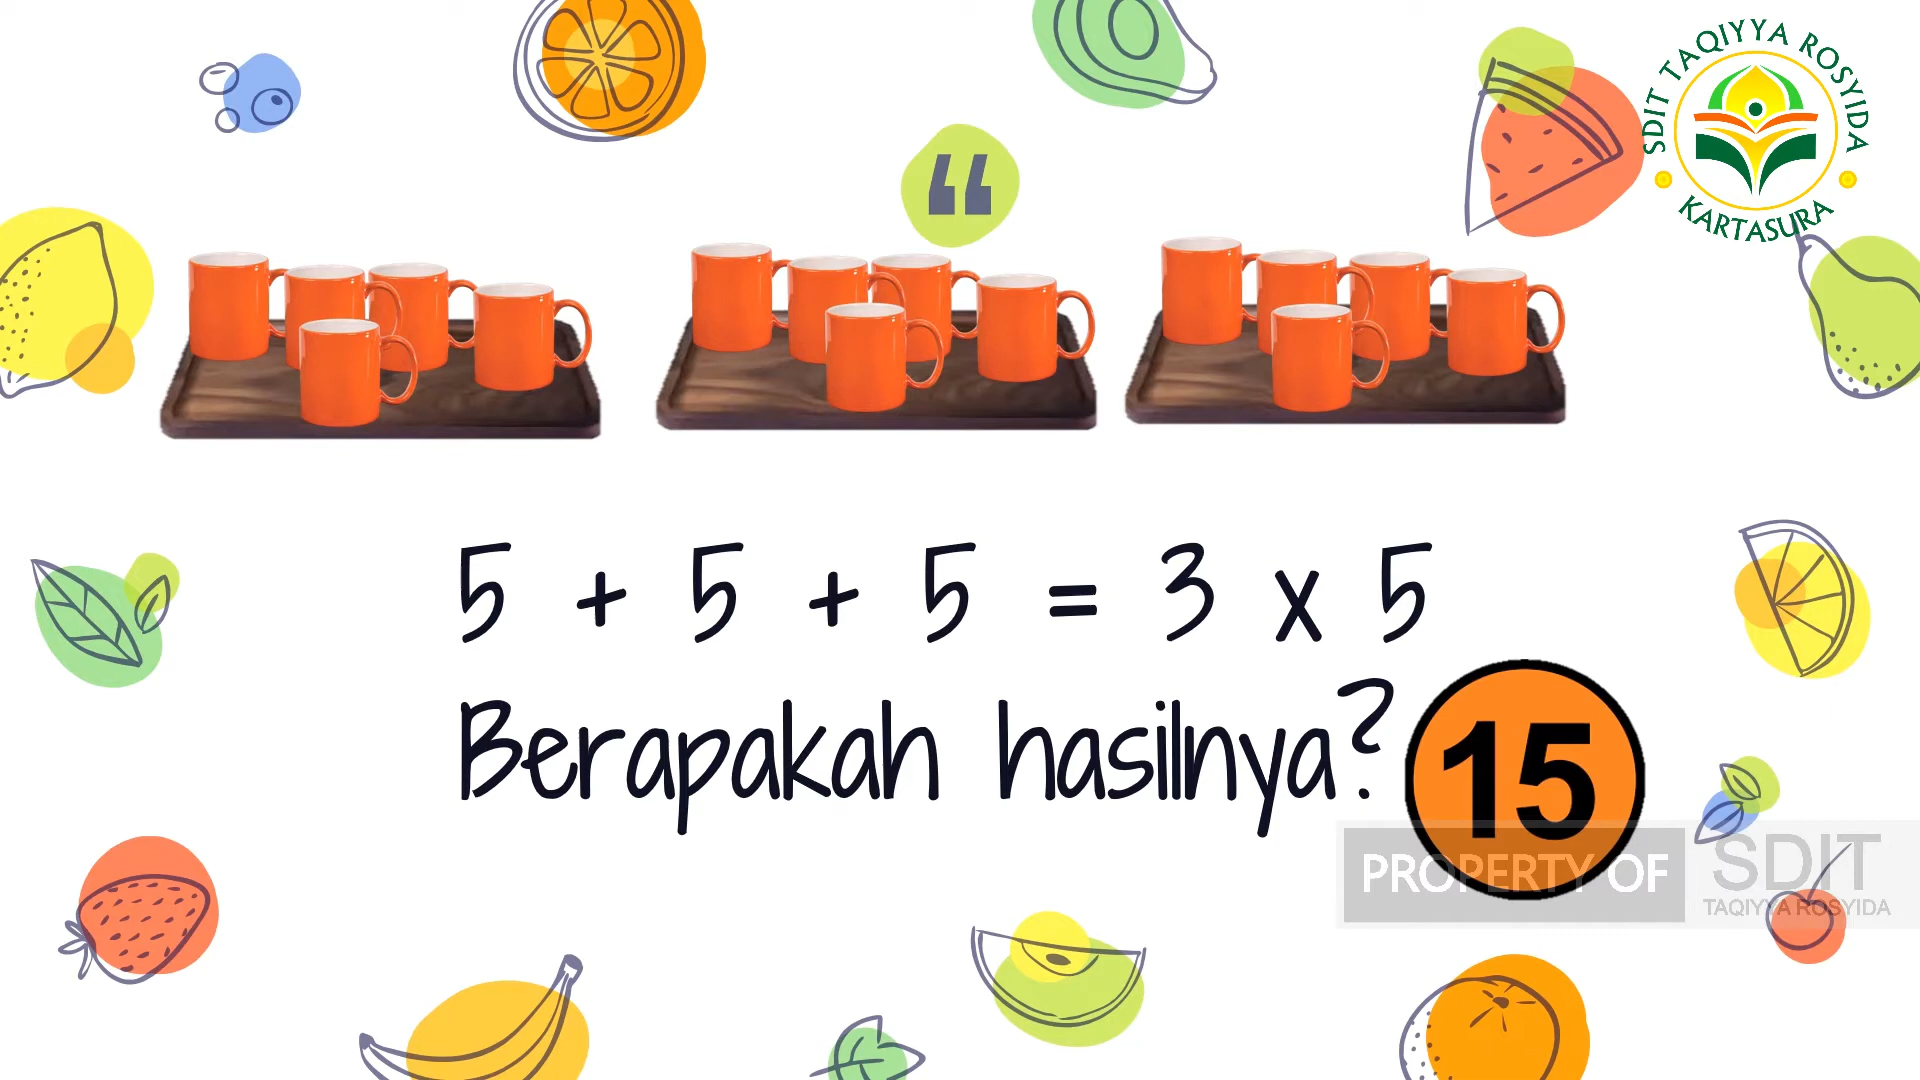 SDIT TAQIYYA ROSYIDA
KARTASURA
“
5 + 5 + 5 = 3 x 5
Berapakah hasilnya?
15
PROPERTY OF
SDIT
TAQIYYA ROSYIDA